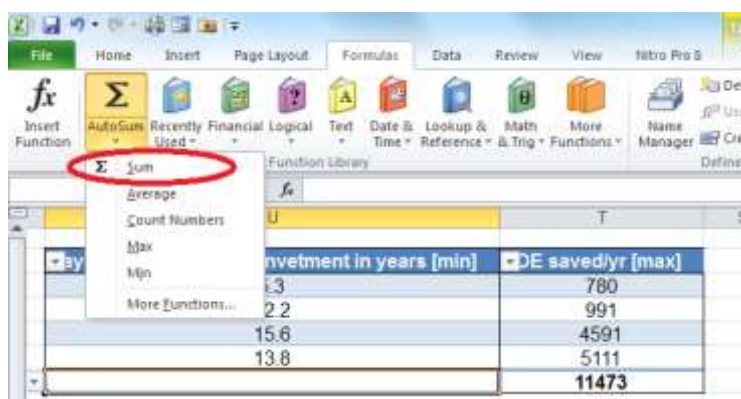 File Home Insert Page Layout Formulas Data Review View Nitro Pro 8
fx Σ A θ
Insert Function AutoSum Recently Used Financial Logical Text Date & Time Lookup & Reference Math & Trig More Functions Name Manager
Function Library
Σ Sum
Average
Count Numbers
Max
Min
More Functions...
fx
U T
nvetment in years [min] OE saved/yr [max]
5.3 780
2.2 991
15.6 4591
13.8 5111
11473